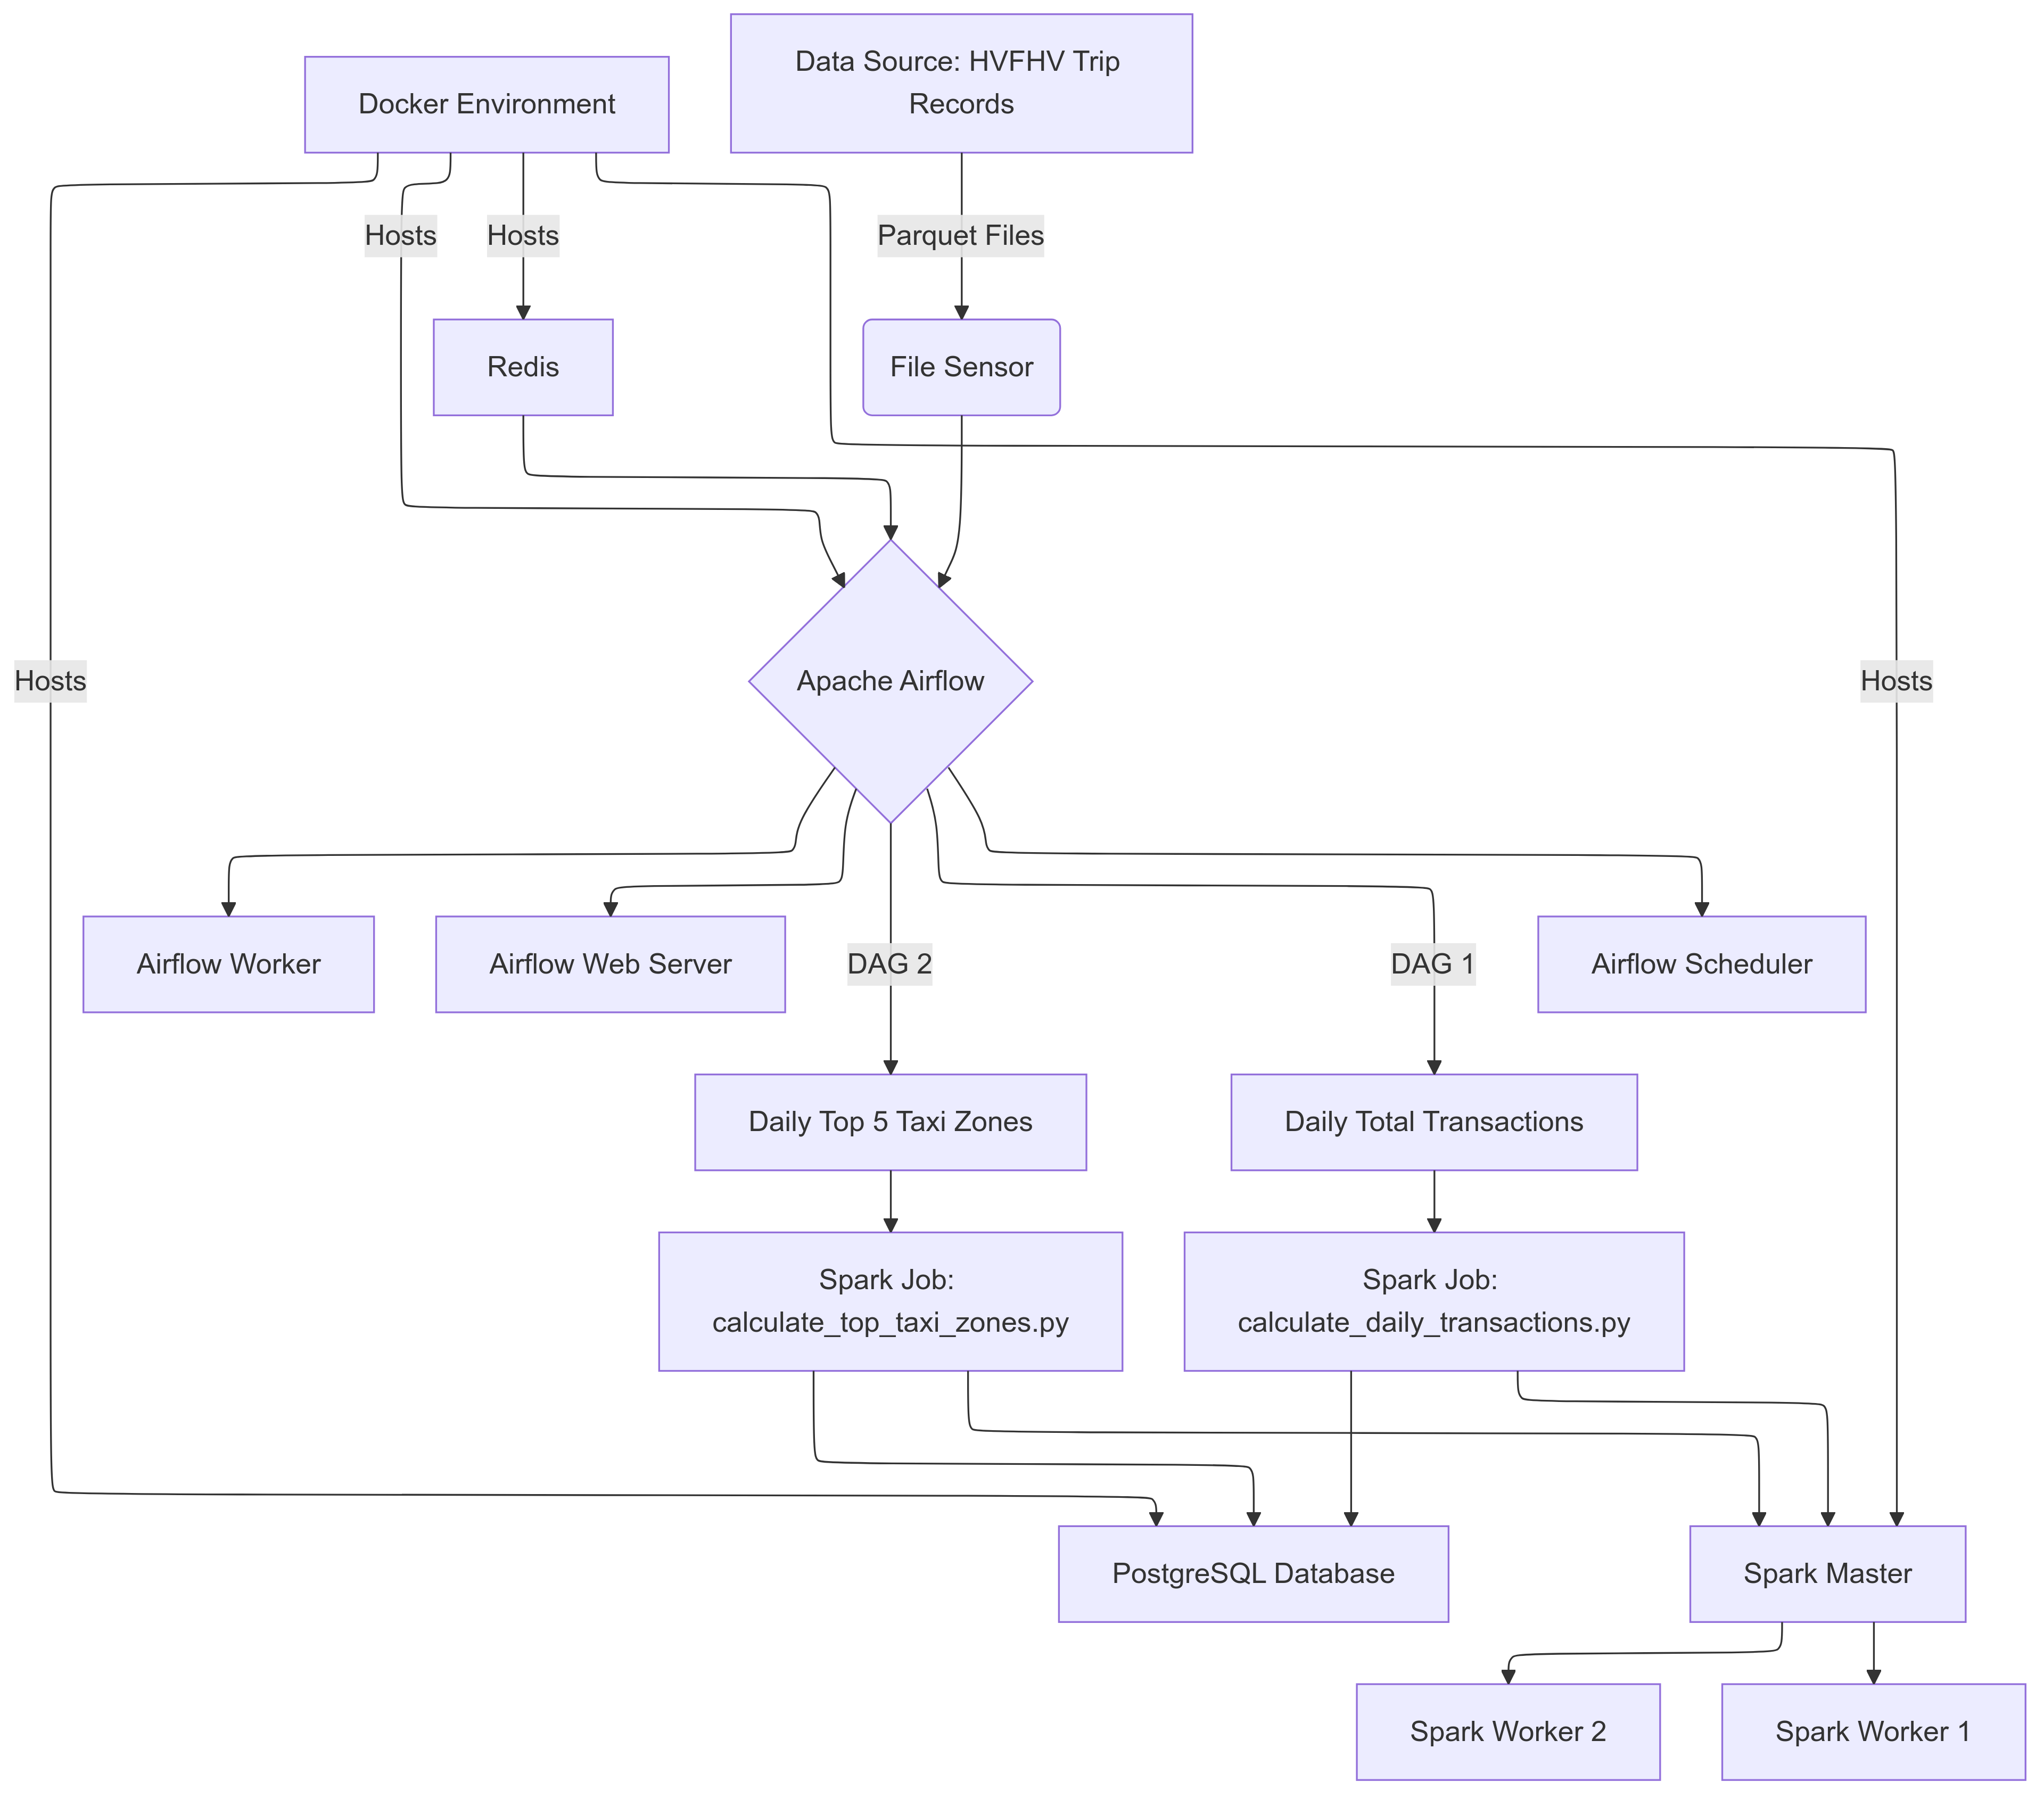 Docker Environment
Data Source: HVFHV Trip
Records
Hosts
Hosts
Parquet Files
Redis
File Sensor
Hosts
Apache Airflow
Hosts
Airflow Worker
Airflow Web Server
DAG 2
DAG 1
Airflow Scheduler
Daily Top 5 Taxi Zones
Daily Total Transactions
Spark Job:
calculate_top_taxi_zones.py
Spark Job:
calculate_daily_transactions.py
PostgreSQL Database
Spark Master
Spark Worker 2
Spark Worker 1